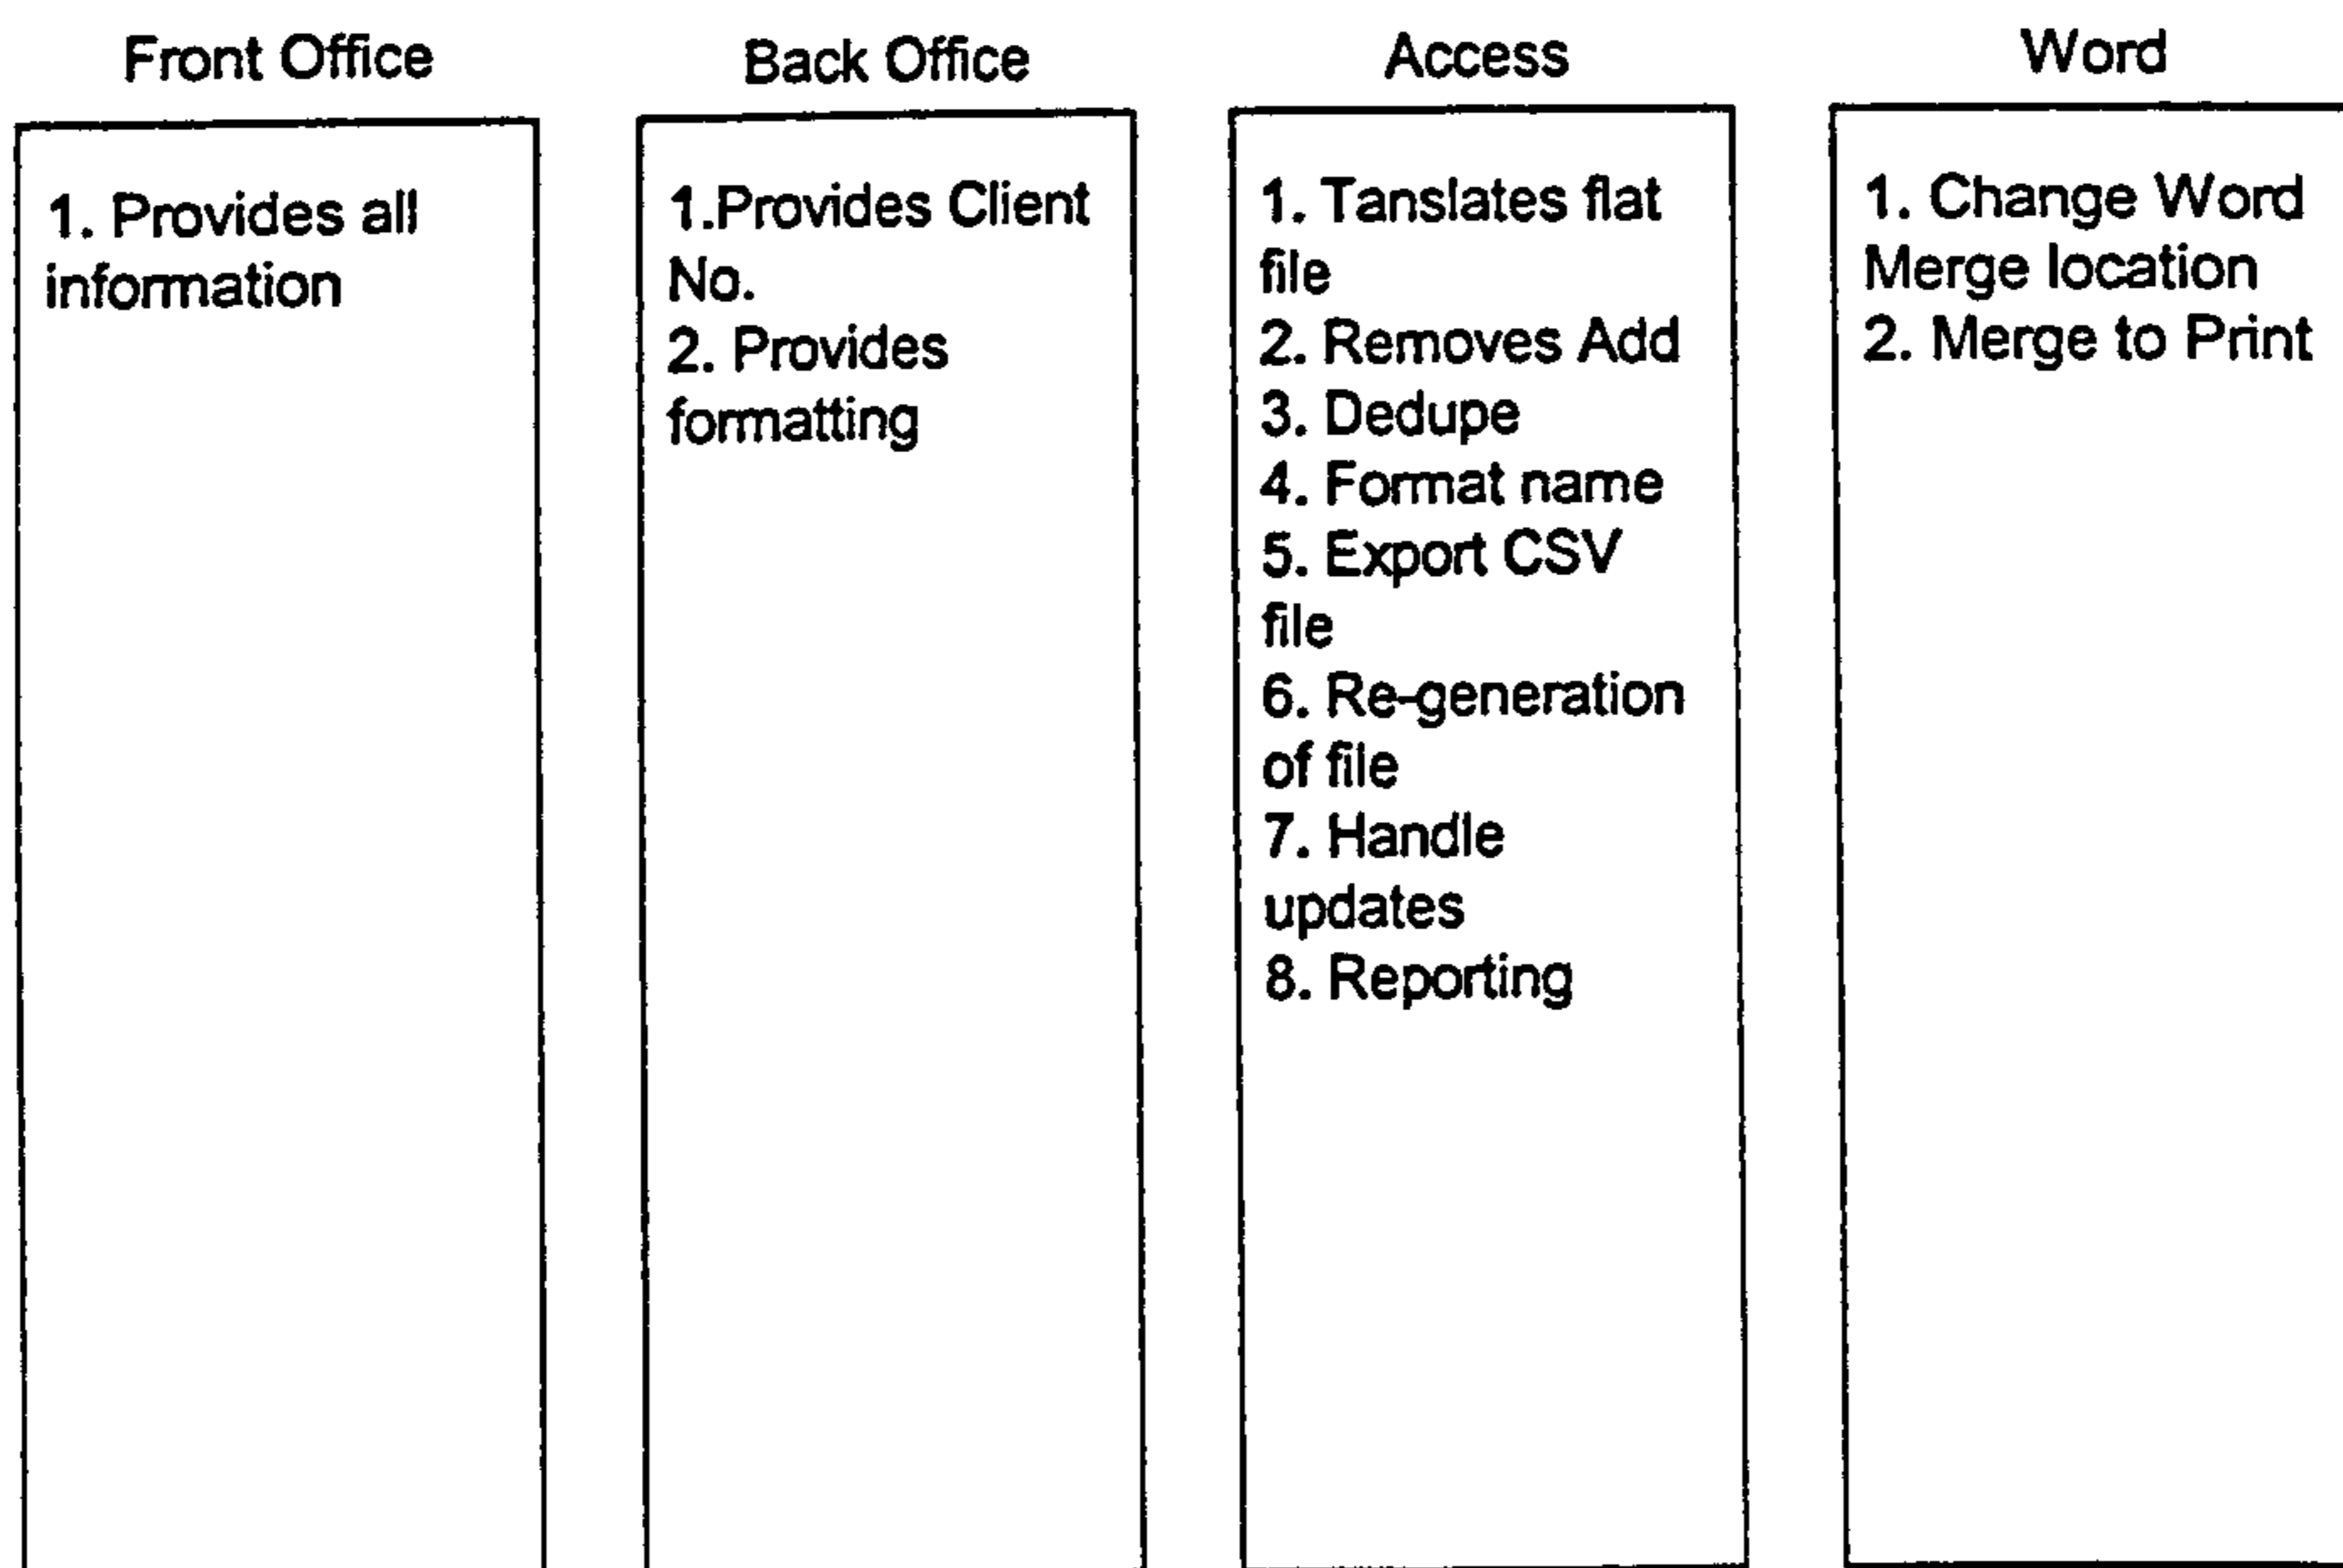 Front Office
1. Provides all
information
Back Office
1.Provides Client
No.
2. Provides
formatting
Access
1. Tanslates flat
file
2. Removes Add
3. Dedupe
4. Format name
5. Export CSV
file
6. Re-generation
of file
7. Handle
updates
8. Reporting
Word
1. Change Word
Merge location
2. Merge to Print